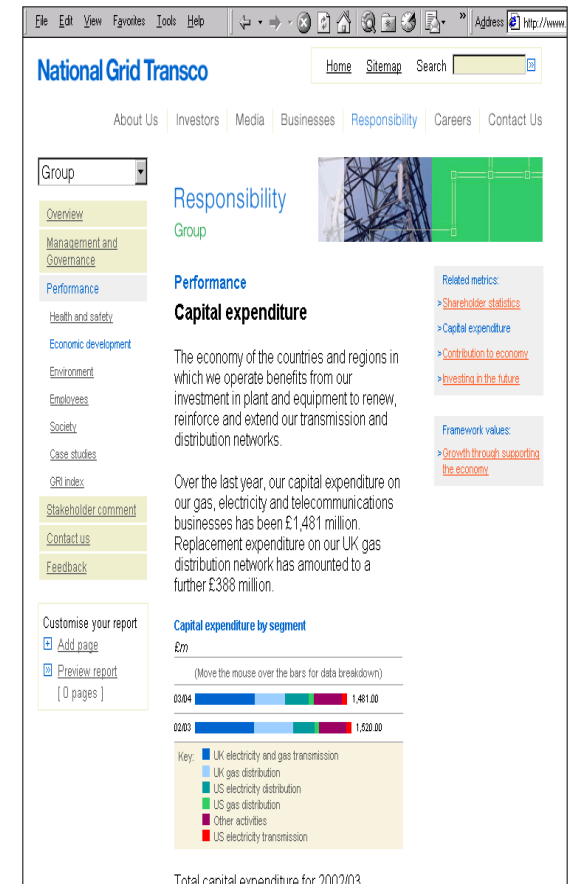 File Edit View Favorites Tools Help » Address http://www.
National Grid Transco
Home Sitemap Search
About Us Investors Media Businesses Responsibility Careers Contact Us
Group
Overview
Management and
Governance
Performance
Health and safety
Economic development
Environment
Employees
Society
Case studies
GRI index
Stakeholder comment
Contact us
Feedback
Customise your report
Add page
Preview report
[ 0 pages ]
Responsibility
Group
Performance
Capital expenditure
The economy of the countries and regions in
which we operate benefits from our
investment in plant and equipment to renew,
reinforce and extend our transmission and
distribution networks.
Over the last year, our capital expenditure on
our gas, electricity and telecommunications
businesses has been £1,481 million.
Replacement expenditure on our UK gas
distribution network has amounted to a
further £388 million.
Capital expenditure by segment
£m
(Move the mouse over the bars for data breakdown)
03/04 1,481.00
02/03 1,520.00
Key: UK electricity and gas transmission
UK gas distribution
US electricity distribution
US gas distribution
Other activities
US electricity transmission
Total capital expenditure for 2002/03
Related metrics:
>Shareholder statistics
>Capital expenditure
>Contribution to economy
>Investing in the future
Framework values:
>Growth through supporting
the economy